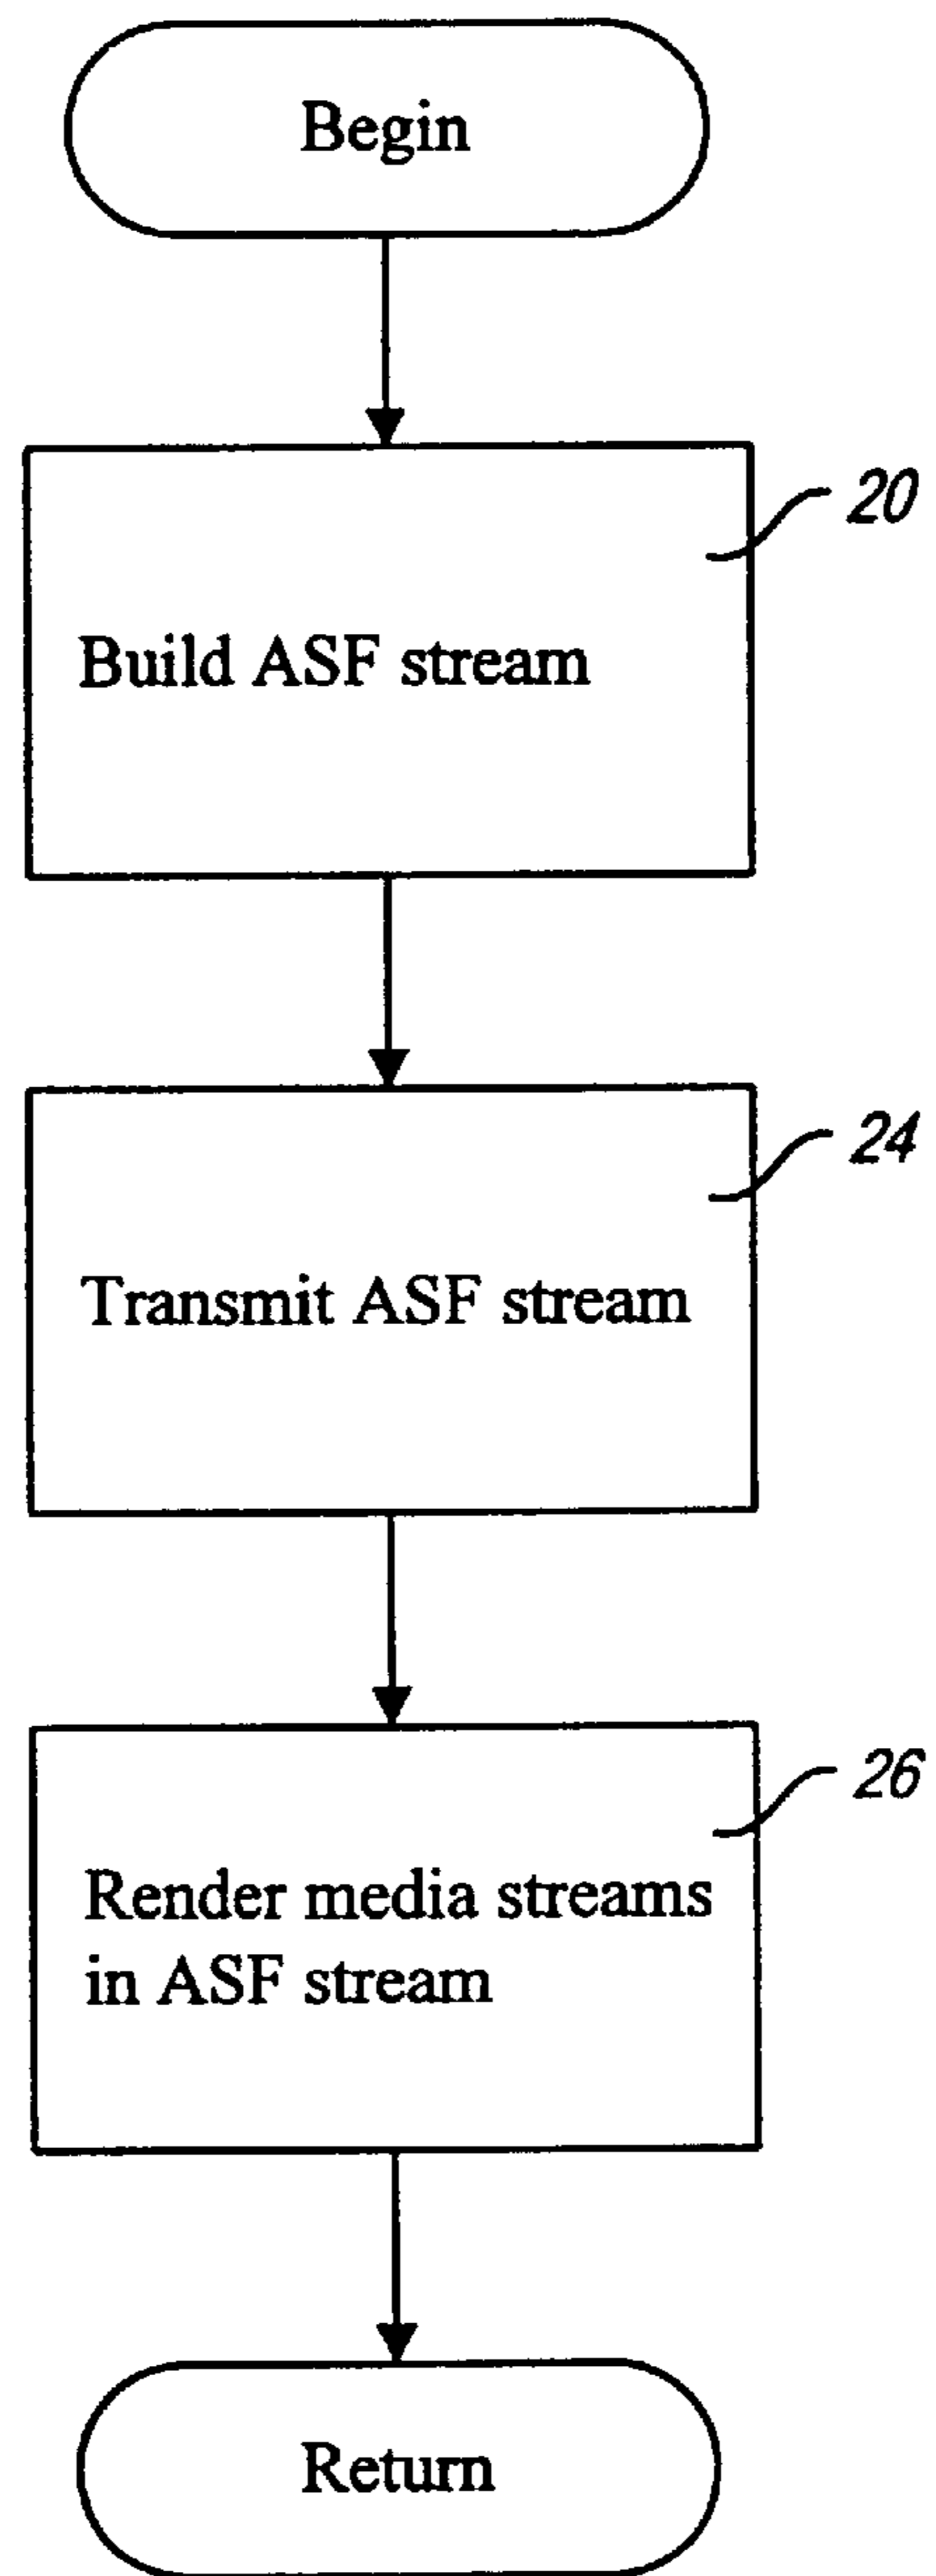 Begin
20
Build ASF stream
24
Transmit ASF stream
26
Render media streams
in ASF stream
Return